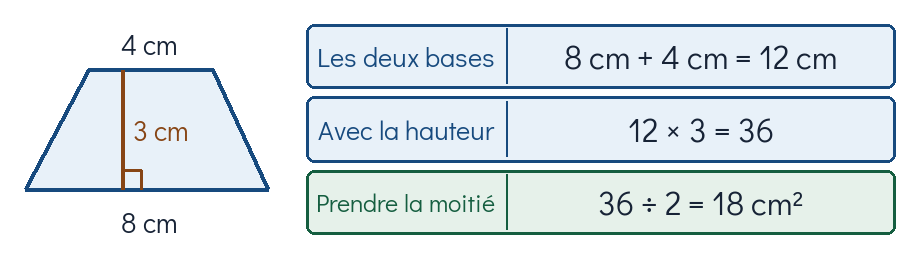 4 cm
3 cm
8 cm
Les deux bases 8 cm + 4 cm = 12 cm
Avec la hauteur 12 × 3 = 36
Prendre la moitié 36 ÷ 2 = 18 cm²